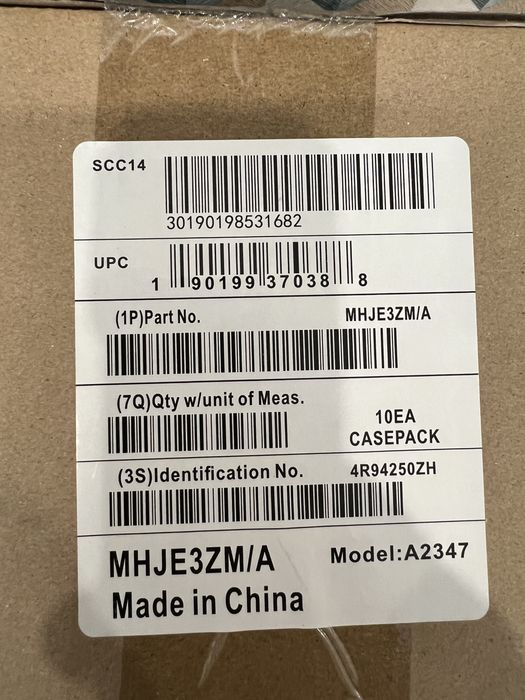 SCC14
30190198531682
UPC
1 90199 37038 8
(1P)Part No. MHJE3ZM/A
(7Q)Qty w/unit of Meas.
10EA
CASEPACK
(3S)Identification No. 4R94250ZH
MHJE3ZM/A Model:A2347
Made in China